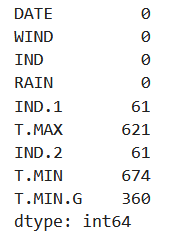 DATE 0
WIND 0
IND 0
RAIN 0
IND.1 61
T.MAX 621
IND.2 61
T.MIN 674
T.MIN.G 360
dtype: int64